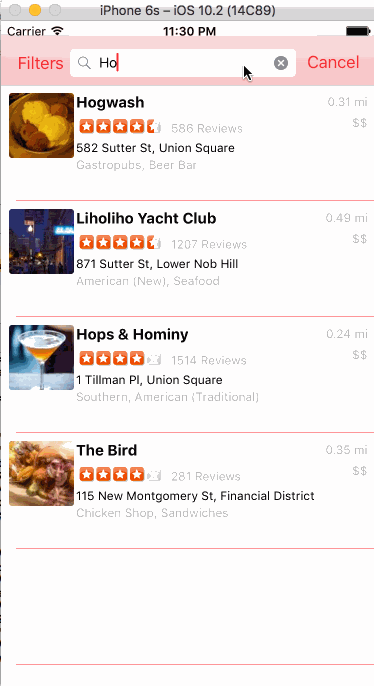 iPhone 6s – iOS 10.2 (14C89)
Carrier 11:30 PM
Filters Ho Cancel
Hogwash 0.31 mi
586 Reviews $$
582 Sutter St, Union Square
Gastropubs, Beer Bar
Liholiho Yacht Club 0.49 mi
1207 Reviews $$
871 Sutter St, Lower Nob Hill
American (New), Seafood
Hops & Hominy 0.24 mi
1514 Reviews $$
1 Tillman Pl, Union Square
Southern, American (Traditional)
The Bird 0.35 mi
281 Reviews $$
115 New Montgomery St, Financial District
Chicken Shop, Sandwiches